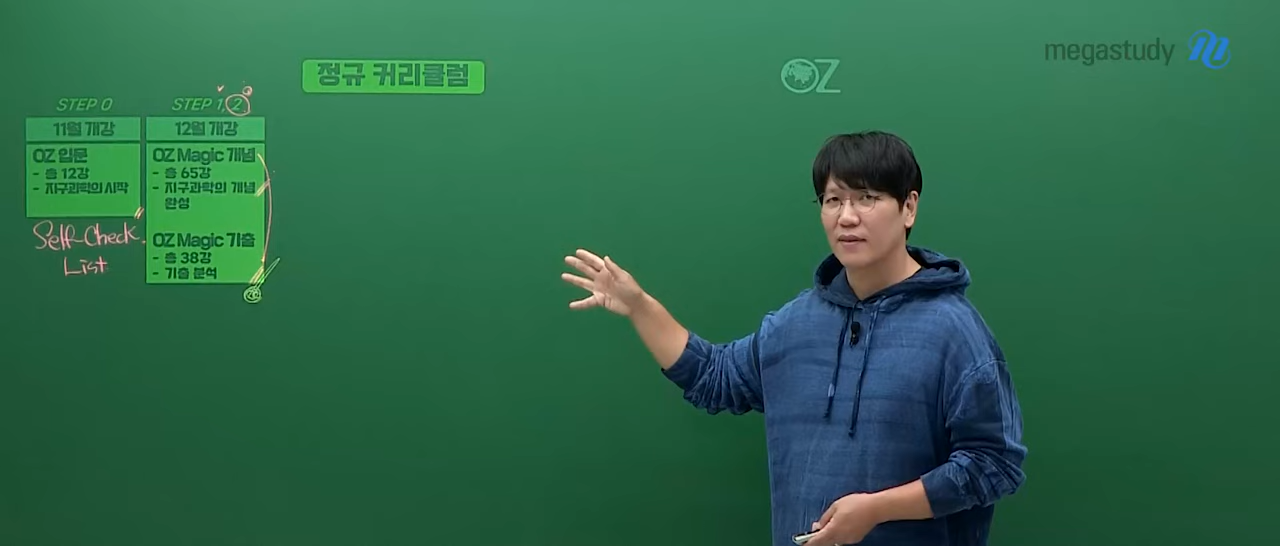 megastudy
OZ
정규 커리큘럼
STEP 0
11월 개강
OZ 입문
- 총 12강
- 지구과학의 시작
Self-Check
List
STEP 1, 2
12월 개강
OZ Magic 개념
- 총 65강
- 지구과학의 개념
완성
OZ Magic 기출
- 총 38강
- 기출 분석